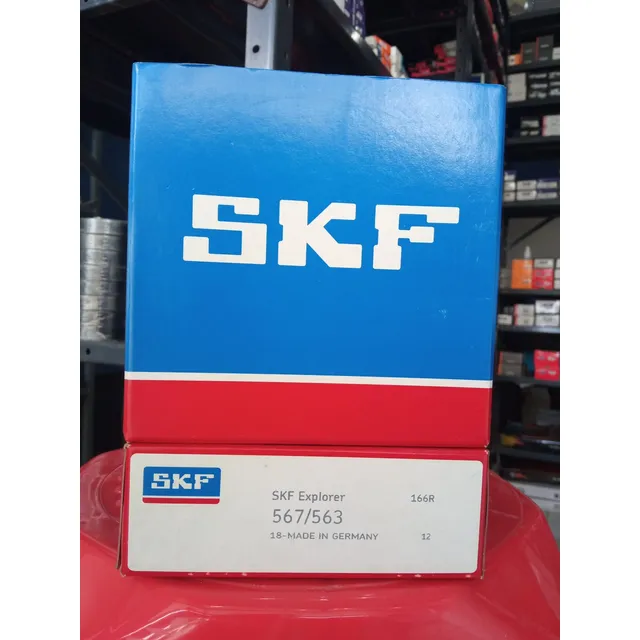 SKF
SKF
SKF Explorer 166R
567/563
18-MADE IN GERMANY 12